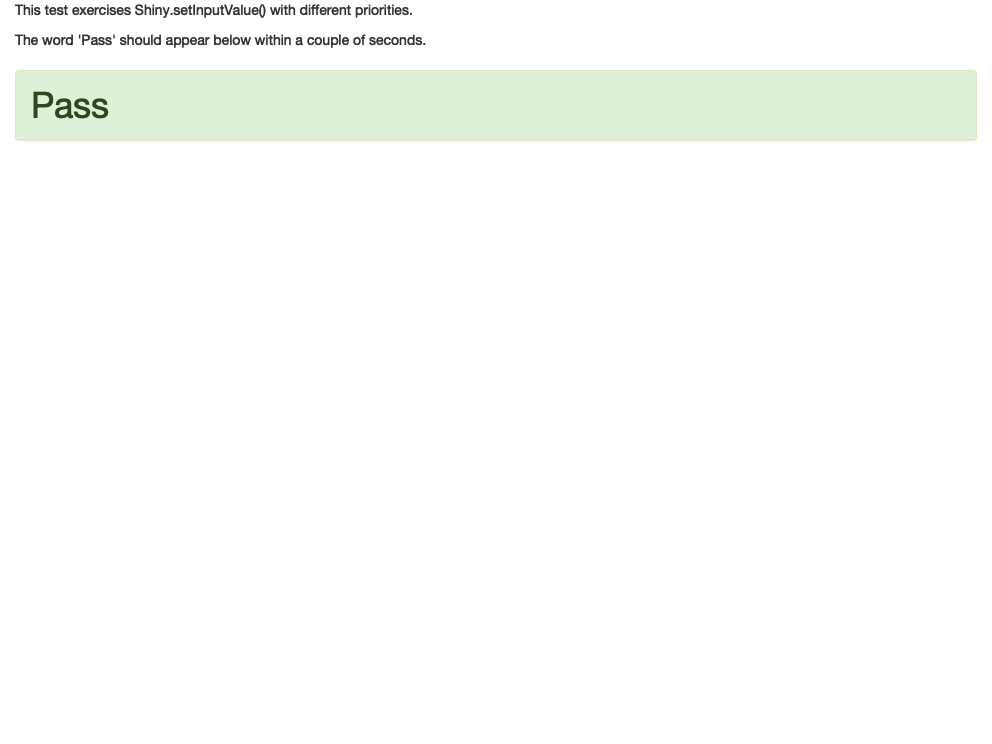 This test exercises Shiny.setInputValue() with different priorities.
The word 'Pass' should appear below within a couple of seconds.
Pass